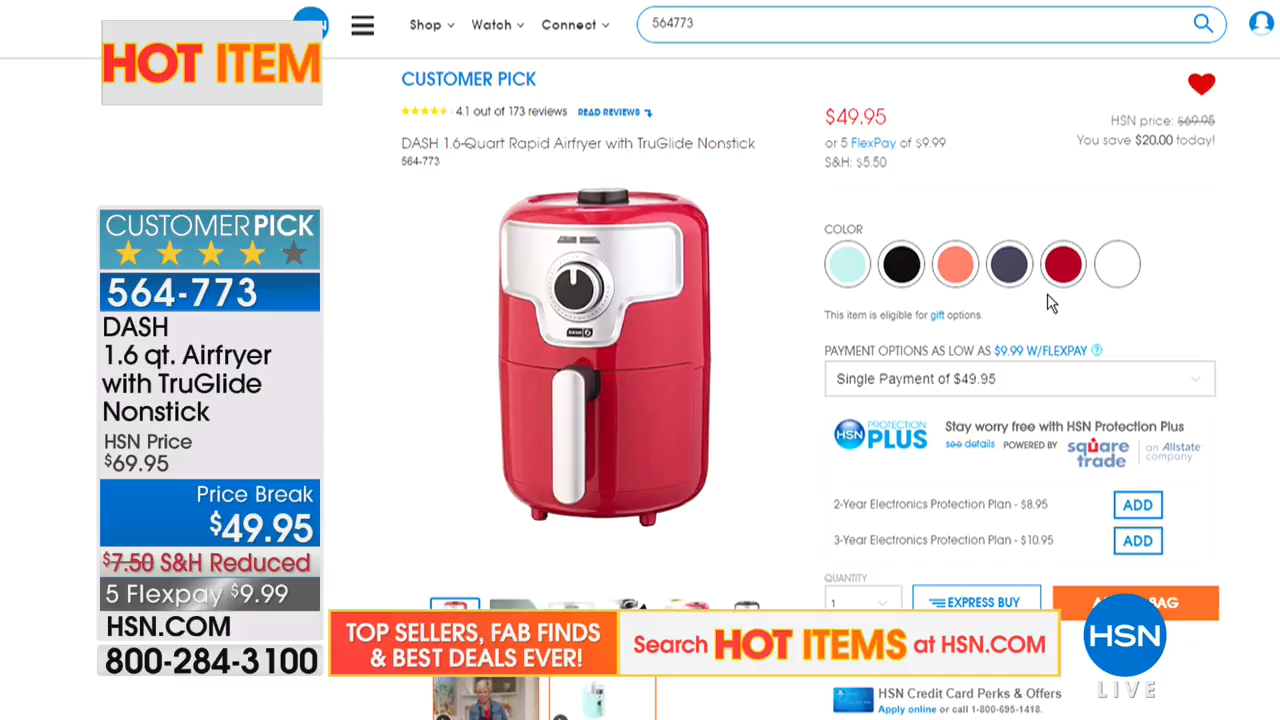 HOT ITEM
Shop
Watch
Connect
564773
CUSTOMER PICK
4.1 out of 173 reviews READ REVIEWS
DASH 1.6-Quart Rapid Airfryer with TruGlide Nonstick
564-773
$49.95
or 5 FlexPay of $9.99
S&H: $5.50
HSN price: $69.95
You save $20.00 today!
COLOR
This item is eligible for gift options.
PAYMENT OPTIONS AS LOW AS $9.99 W/FLEXPAY ?
Single Payment of $49.95
HSN PROTECTION PLUS
Stay worry free with HSN Protection Plus
see details POWERED BY square trade an Allstate company
2-Year Electronics Protection Plan - $8.95 ADD
3-Year Electronics Protection Plan - $10.95 ADD
QUANTITY
1
EXPRESS BUY
BAG
DASH
CUSTOMER PICK
564-773
DASH
1.6 qt. Airfryer
with TruGlide
Nonstick
HSN Price
$69.95
Price Break
$49.95
$7.50 S&H Reduced
5 Flexpay $9.99
HSN.COM
800-284-3100
TOP SELLERS, FAB FINDS
& BEST DEALS EVER!
Search HOT ITEMS at HSN.COM
HSN
LIVE
HSN Credit Card Perks & Offers
Apply online or call 1-800-695-1418.